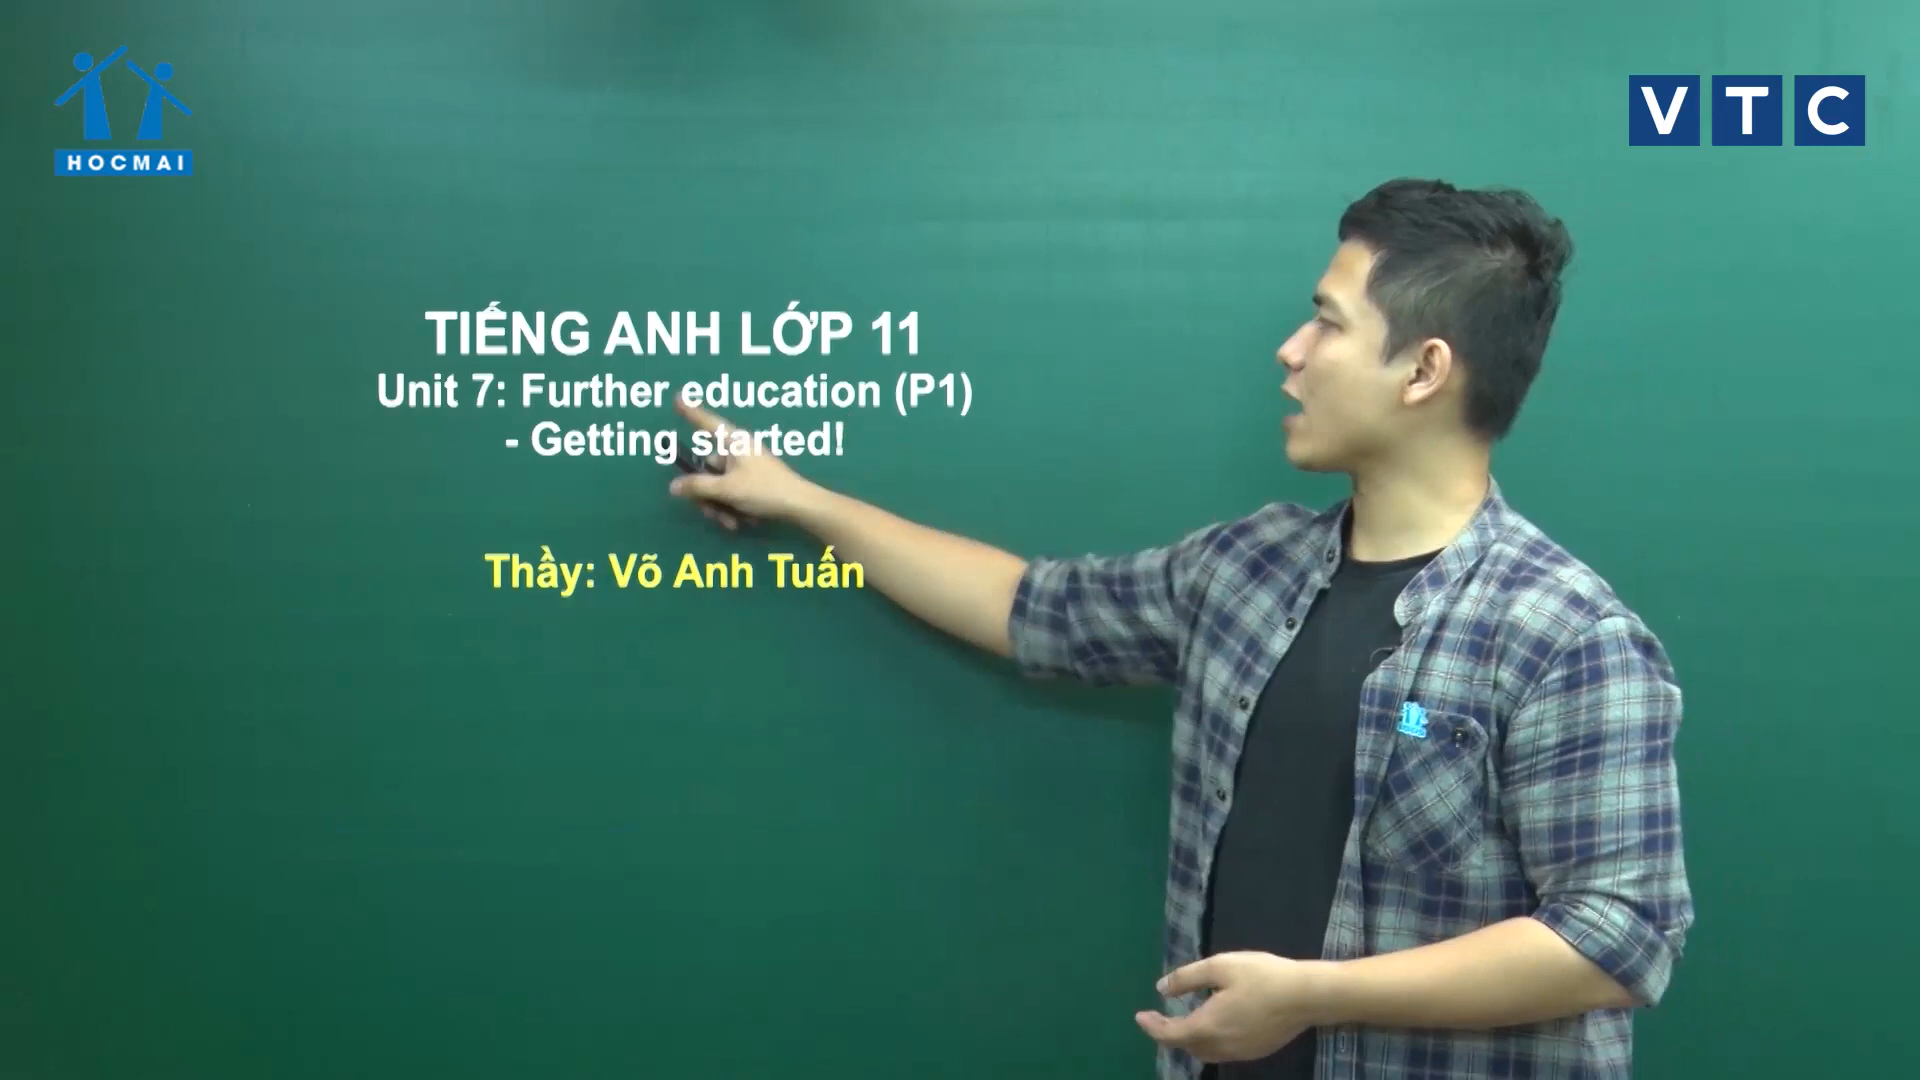 HOCMAI
VTC
TIẾNG ANH LỚP 11
Unit 7: Further education (P1)
- Getting started!
Thầy: Võ Anh Tuấn